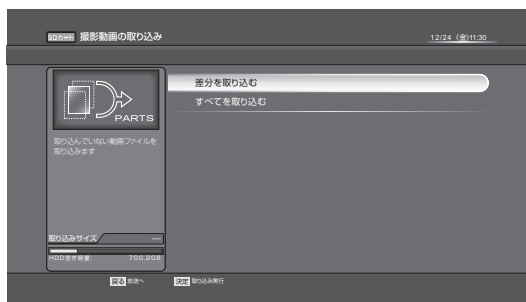 SDカード 撮影動画の取り込み
12/24 (金)11:30
差分を取り込む
すべてを取り込む
PARTS
取り込んでいない動画ファイルを
取り込みます
取り込みサイズ ―
HDD空き容量: 700.2GB
戻る 放送へ 決定 取り込み実行